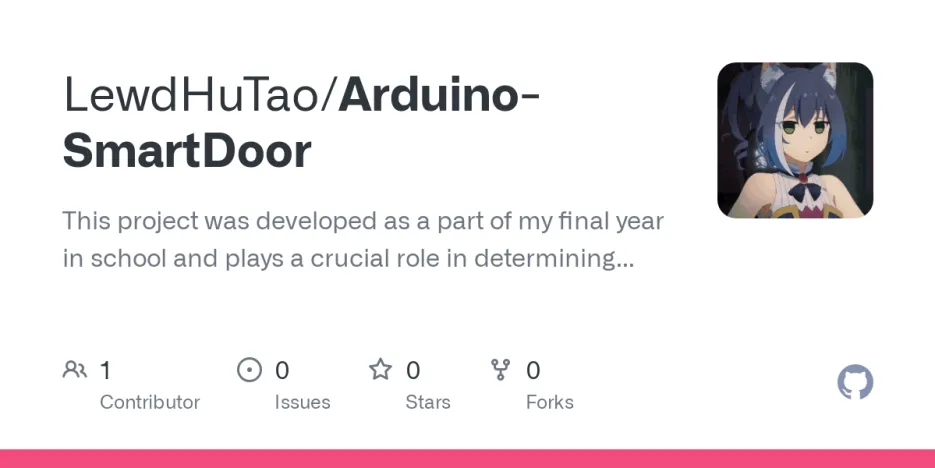 LewdHuTao/Arduino-
SmartDoor
This project was developed as a part of my final year
in school and plays a crucial role in determining...
1
Contributor
0
Issues
0
Stars
0
Forks